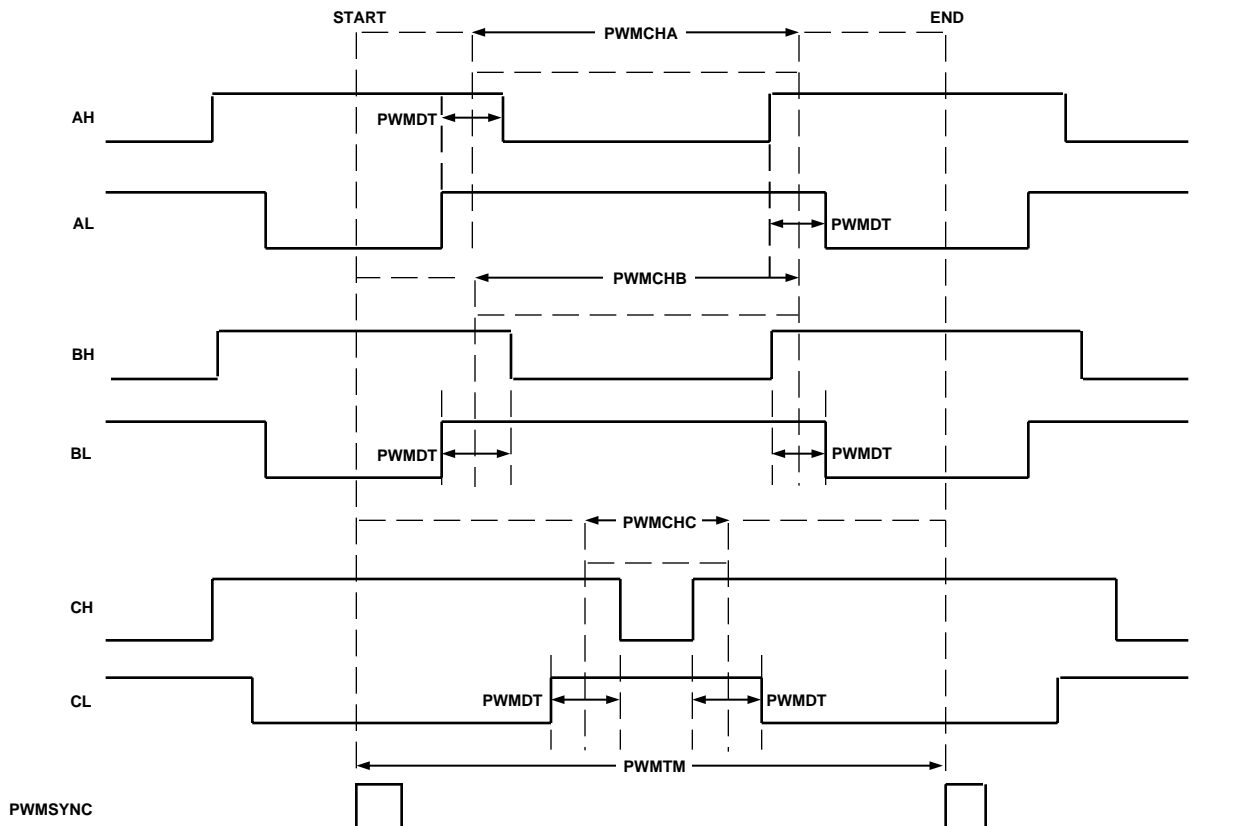 START
END
PWMCHA
AH
PWMDT
AL
PWMDT
PWMCHB
BH
BL
PWMDT
PWMDT
PWMCHC
CH
CL
PWMDT
PWMDT
PWMTM
PWMSYNC